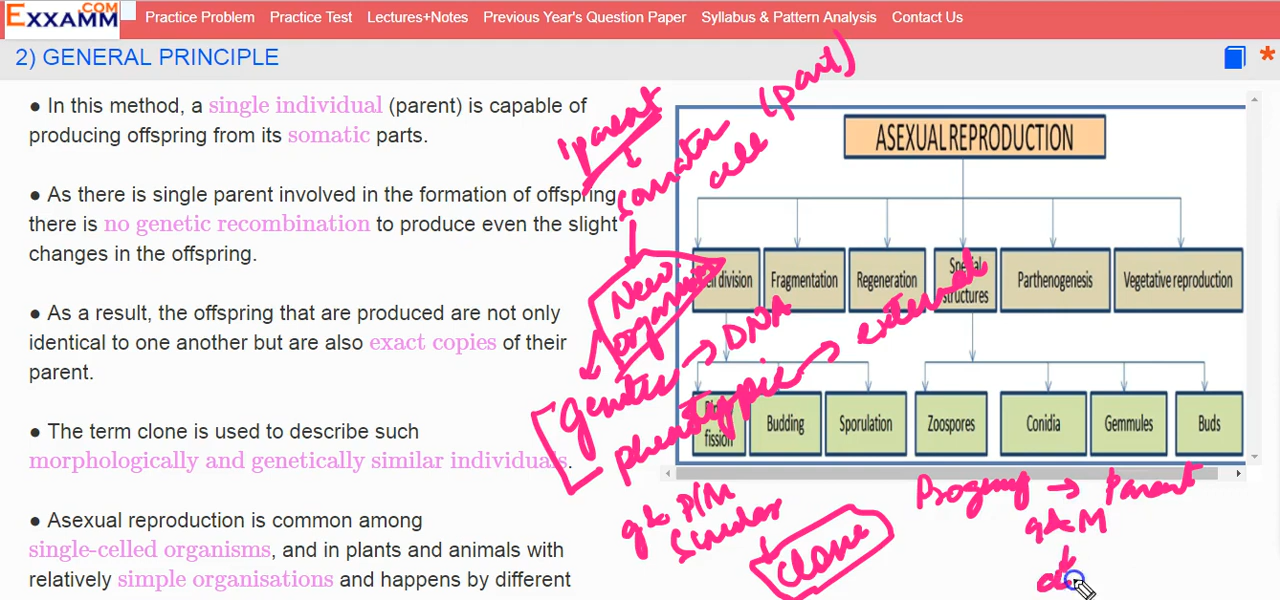 EXXAMM.COM
Practice Problem Practice Test Lectures+Notes Previous Year's Question Paper Syllabus & Pattern Analysis Contact Us
2) GENERAL PRINCIPLE
● In this method, a single individual (parent) is capable of
producing offspring from its somatic parts.
● As there is single parent involved in the formation of offspring
there is no genetic recombination to produce even the slight
changes in the offspring.
● As a result, the offspring that are produced are not only
identical to one another but are also exact copies of their
parent.
● The term clone is used to describe such
morphologically and genetically similar individuals.
● Asexual reproduction is common among
single-celled organisms, and in plants and animals with
relatively simple organisations and happens by different
ASEXUAL REPRODUCTION
division Fragmentation Regeneration structures Parthenogenesis Vegetative reproduction
fission Budding Sporulation Zoospores Conidia Gemmules Buds
parent
(part)
cell
New
DNA
phenotypic → external
g & P/M
clone
→ Parent
g & M